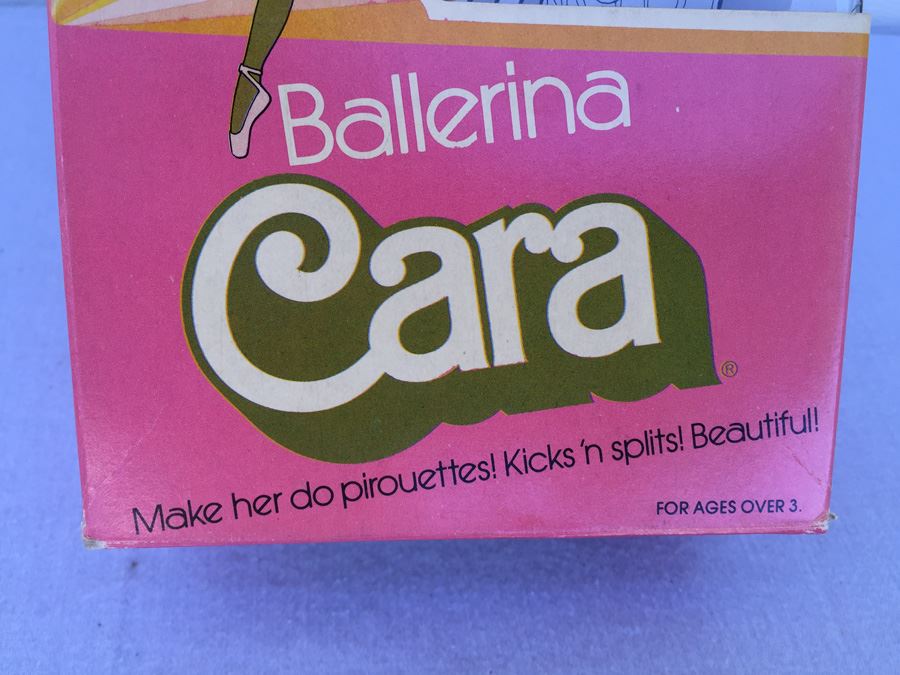 Ballerina
Cara®
Make her do pirouettes! Kicks 'n splits! Beautiful!
FOR AGES OVER 3.